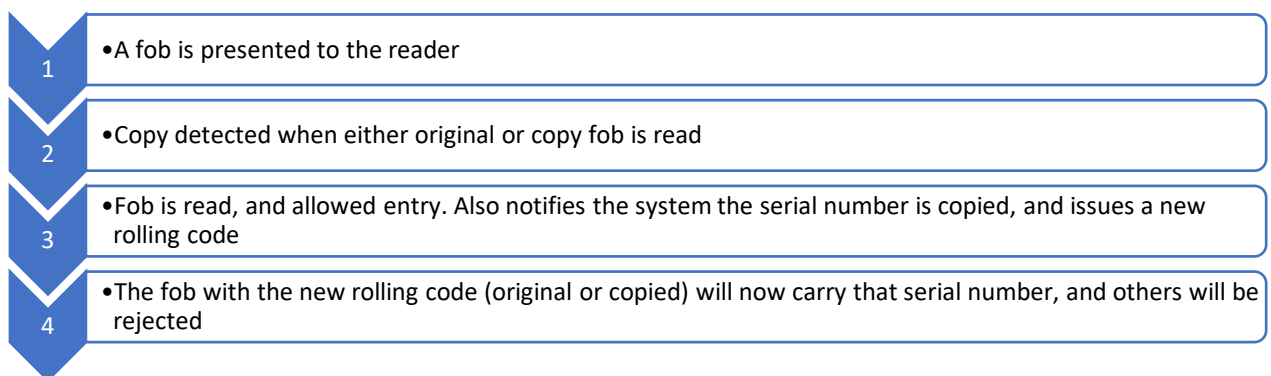 1
•A fob is presented to the reader
2
•Copy detected when either original or copy fob is read
3
•Fob is read, and allowed entry. Also notifies the system the serial number is copied, and issues a new
rolling code
4
•The fob with the new rolling code (original or copied) will now carry that serial number, and others will be
rejected